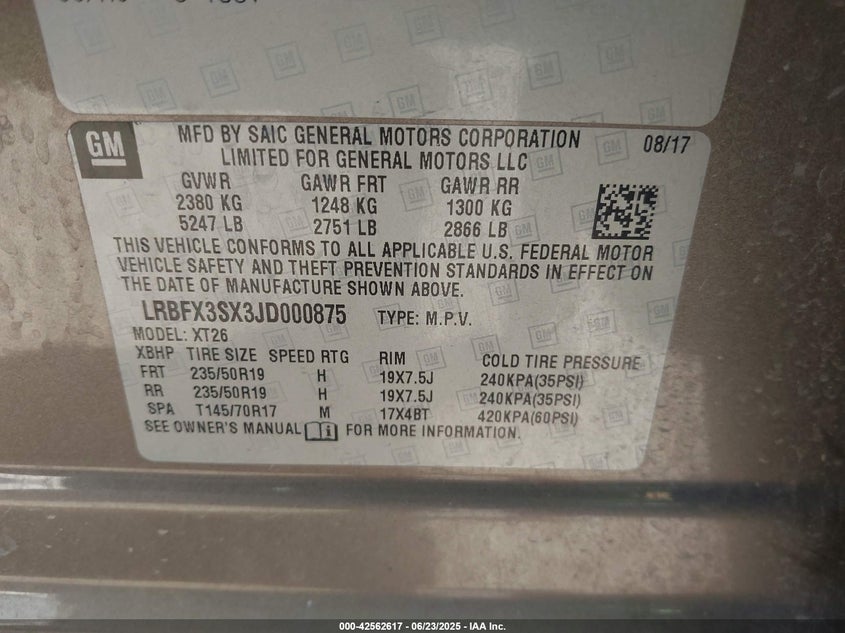 GM
MFD BY SAIC GENERAL MOTORS CORPORATION 08/17
LIMITED FOR GENERAL MOTORS LLC
GVWR GAWR FRT GAWR RR
2380 KG 1248 KG 1300 KG
5247 LB 2751 LB 2866 LB
THIS VEHICLE CONFORMS TO ALL APPLICABLE U.S. FEDERAL MOTOR
VEHICLE SAFETY AND THEFT PREVENTION STANDARDS IN EFFECT ON
THE DATE OF MANUFACTURE SHOWN ABOVE.
LRBFX3SX3JD000875 TYPE: M.P.V.
MODEL: XT26
XBHP TIRE SIZE SPEED RTG RIM COLD TIRE PRESSURE
FRT 235/50R19 H 19X7.5J 240KPA(35PSI)
RR 235/50R19 H 19X7.5J 240KPA(35PSI)
SPA T145/70R17 M 17X4BT 420KPA(60PSI)
SEE OWNER'S MANUAL FOR MORE INFORMATION.
000-42562617 - 06/23/2025 - IAA Inc.